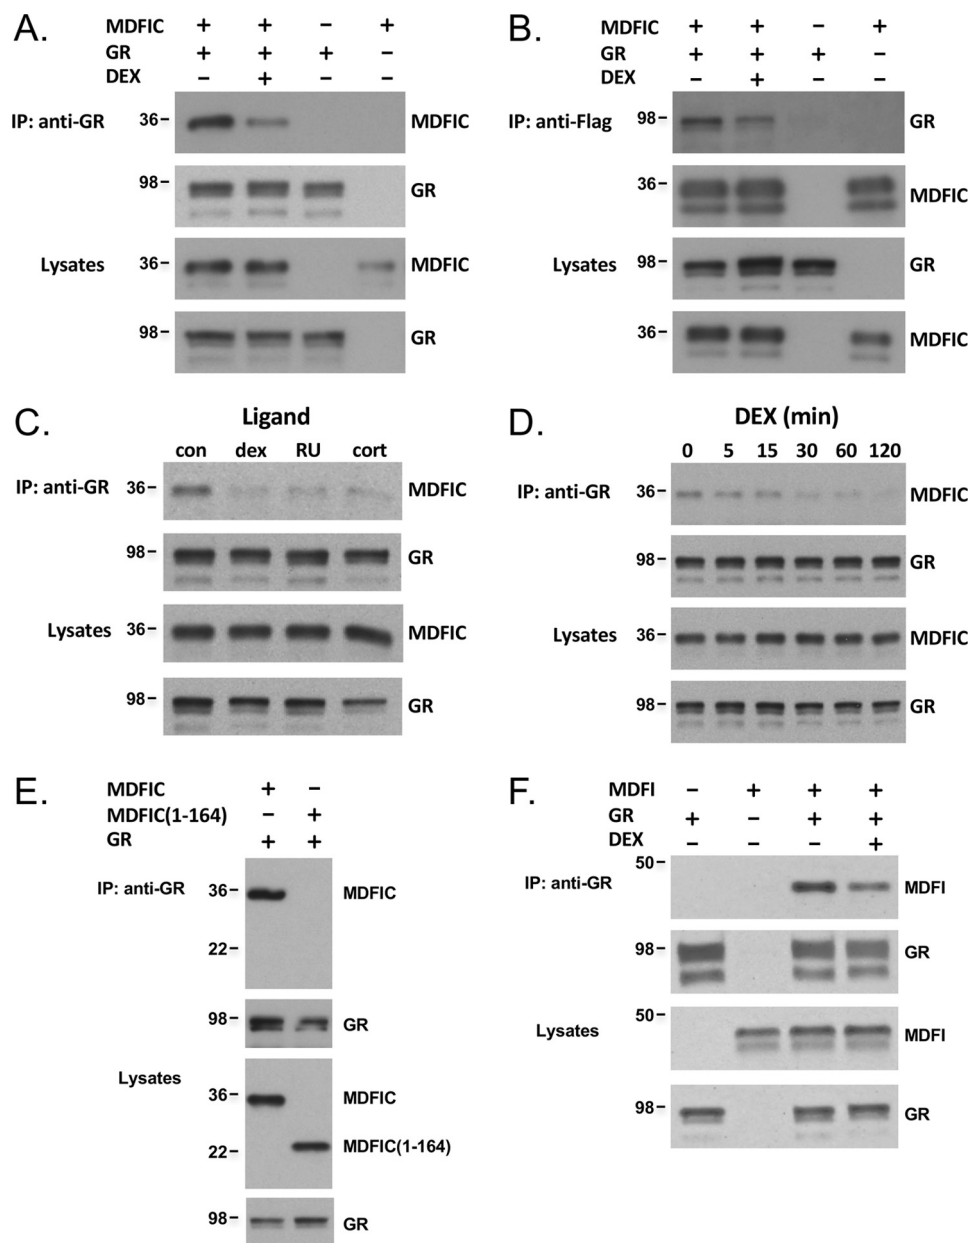 A.
MDFIC + + – +
GR + + + –
DEX – + – –
IP: anti-GR 36 – MDFIC
98 – GR
Lysates 36 – MDFIC
98 – GR
B.
MDFIC + + – +
GR + + + –
DEX – + – –
IP: anti-Flag 98 – GR
36 – MDFIC
Lysates 98 – GR
36 – MDFIC
C.
Ligand
con dex RU cort
IP: anti-GR 36 – MDFIC
98 – GR
Lysates 36 – MDFIC
98 – GR
D.
DEX (min)
0 5 15 30 60 120
IP: anti-GR 36 – MDFIC
98 – GR
Lysates 36 – MDFIC
98 – GR
E.
MDFIC + –
MDFIC(1-164) – +
GR + +
IP: anti-GR 36 – MDFIC
22 –
98 – GR
Lysates
36 – MDFIC
22 – MDFIC(1-164)
98 – GR
F.
MDFI – + + +
GR + – + +
DEX – – – +
50 –
IP: anti-GR MDFI
98 – GR
50 –
Lysates MDFI
98 – GR